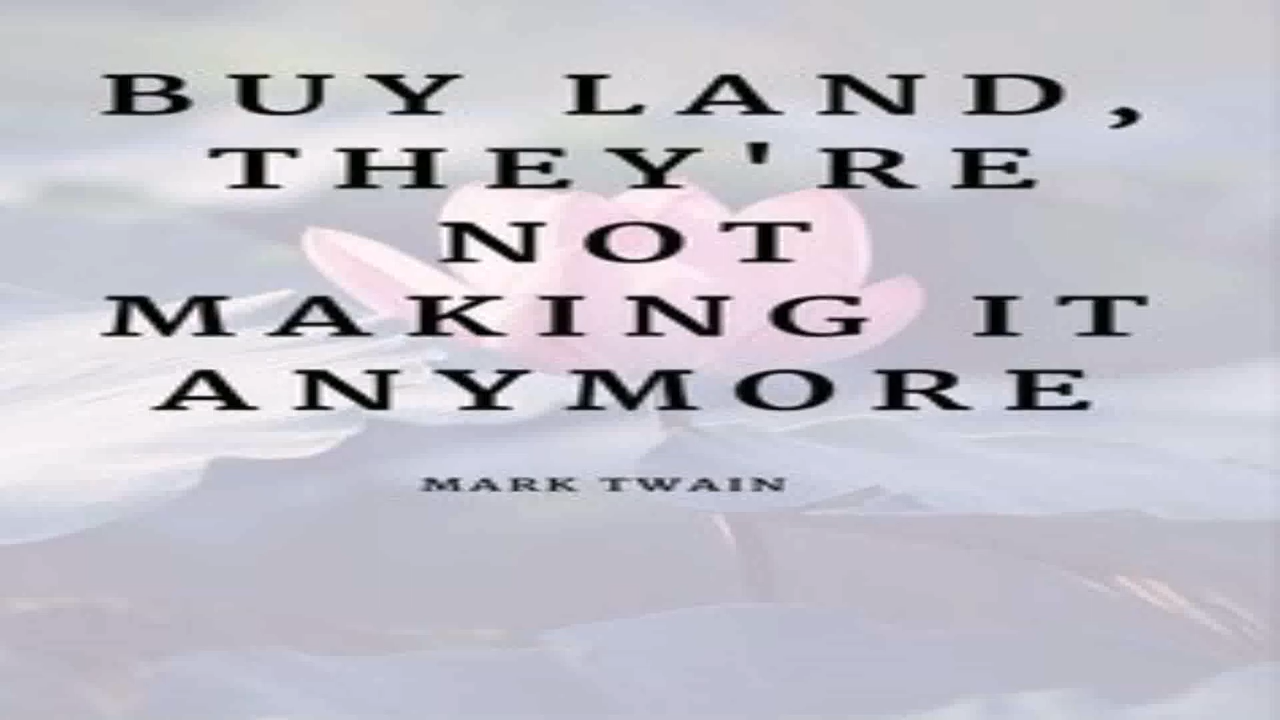 BUY LAND,
THEY'RE
NOT
MAKING IT
ANYMORE
MARK TWAIN